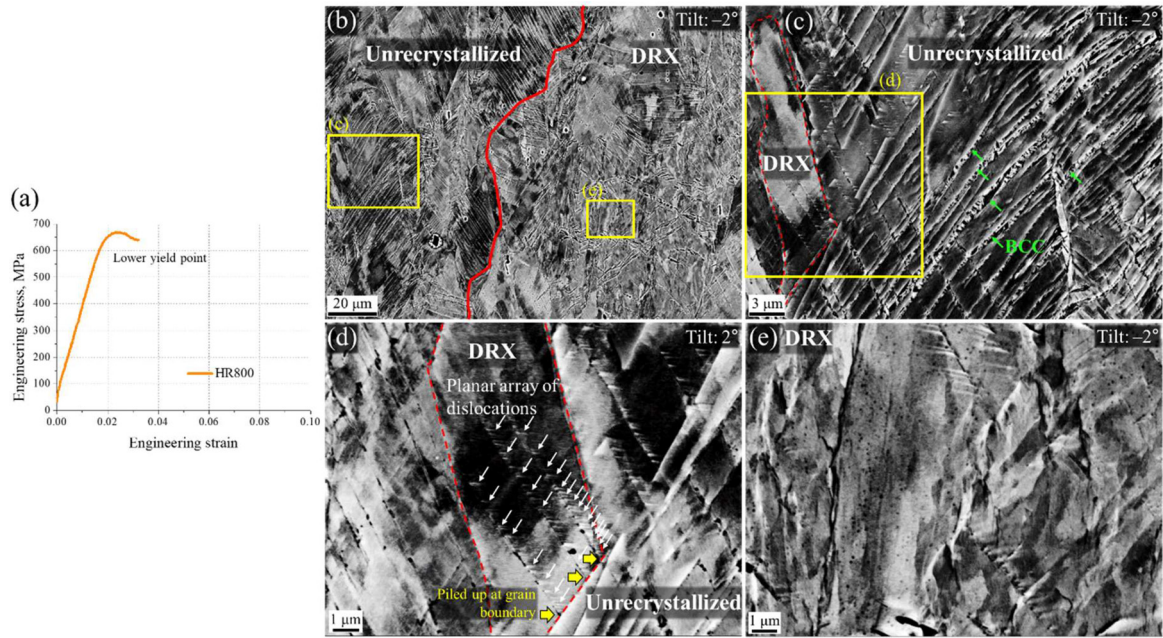 (a)
700
600
500
400
300
200
100
0
0.00 0.02 0.04 0.06 0.08 0.10
Engineering stress, MPa
Engineering strain
Lower yield point
HR800
(b)
Tilt: –2°
Unrecrystallized
DRX
(c)
(e)
20 μm
(c)
Tilt: –2°
Unrecrystallized
(d)
DRX
BCC
3 μm
(d)
Tilt: 2°
DRX
Planar array of
dislocations
Piled up at grain
boundary
Unrecrystallized
1 μm
(e)
DRX
Tilt: –2°
1 μm